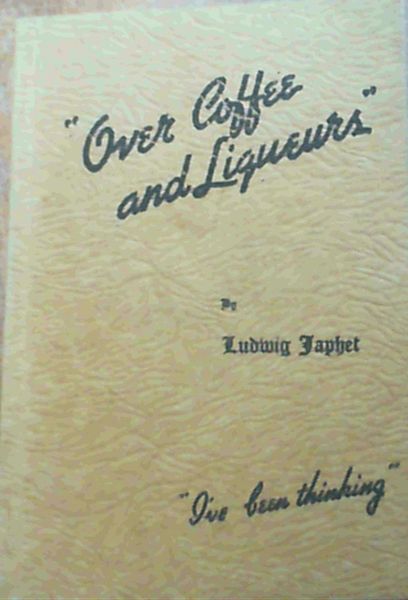 "Over Coffee
and Liqueurs"
By
Ludwig Japhet
"I've been thinking"